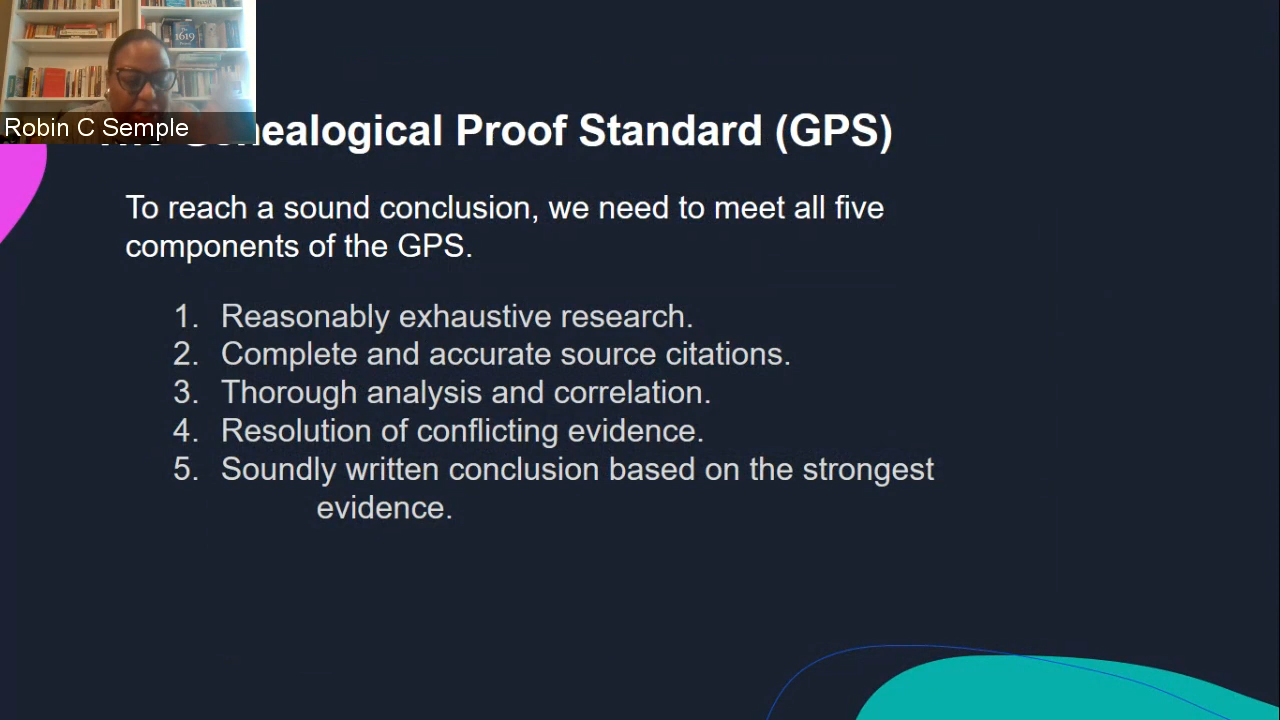 1619
Robin C Semple
nealogical Proof Standard (GPS)
To reach a sound conclusion, we need to meet all five
components of the GPS.
1. Reasonably exhaustive research.
2. Complete and accurate source citations.
3. Thorough analysis and correlation.
4. Resolution of conflicting evidence.
5. Soundly written conclusion based on the strongest
evidence.